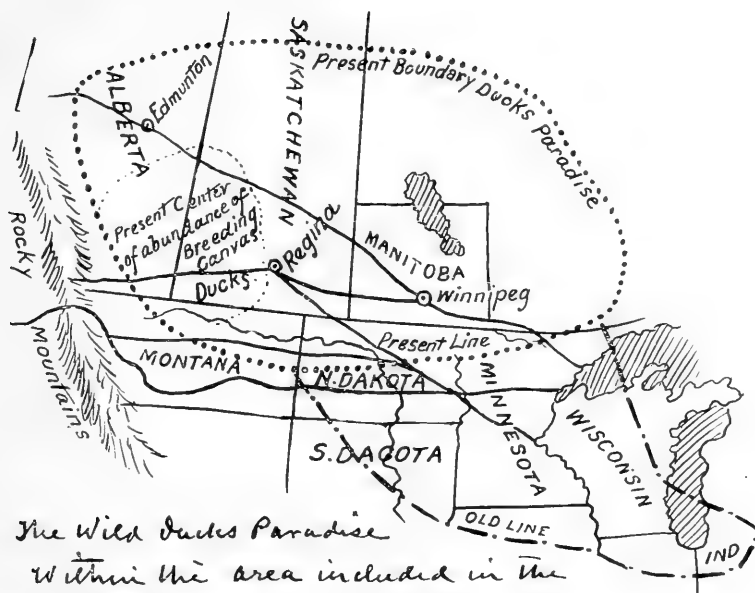 SASKATCHEWAN
Present Boundary Ducks Paradise
ALBERTA
Edmunton
Present Center
of abundance of
Breeding
Canvas
Ducks
Regina
MANITOBA
Winnipeg
Rocky
Mountains
Present Line
MONTANA
N. DAKOTA
MINNESOTA
WISCONSIN
S. DACOTA
OLD LINE
IND
The Wild Ducks Paradise
Within the area included in the